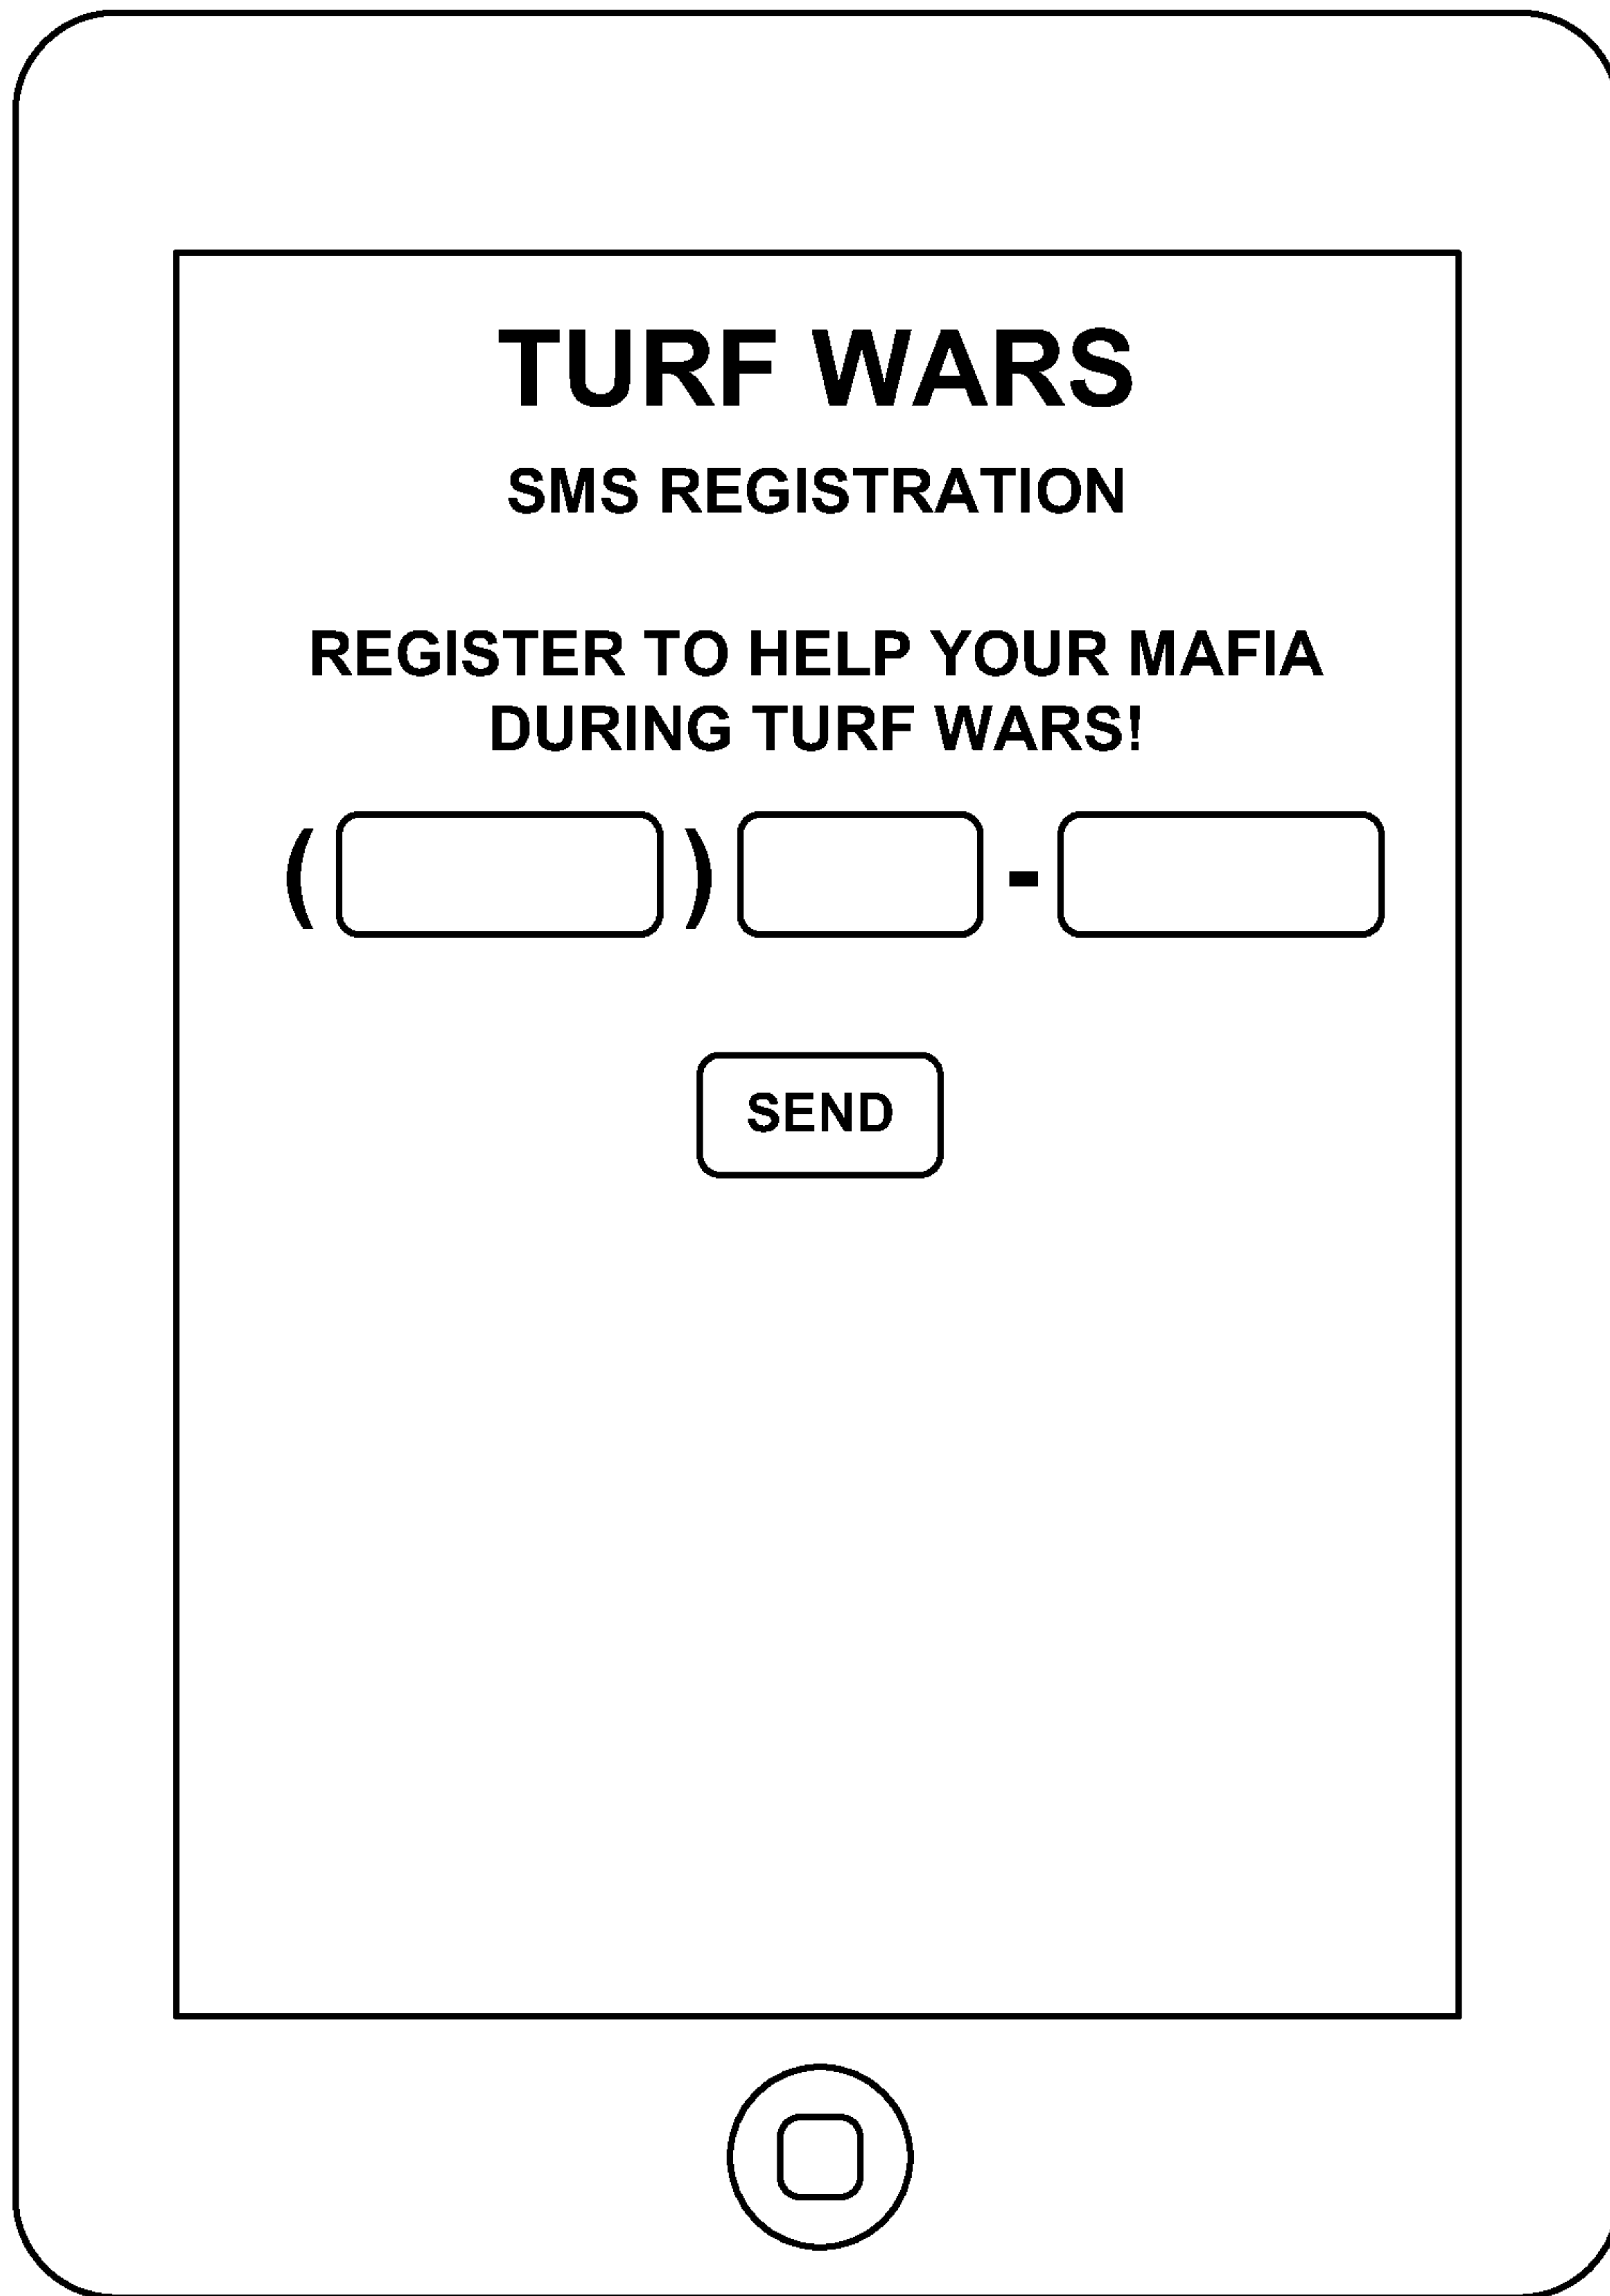 TURF WARS
SMS REGISTRATION
REGISTER TO HELP YOUR MAFIA
DURING TURF WARS!
( ) -
SEND